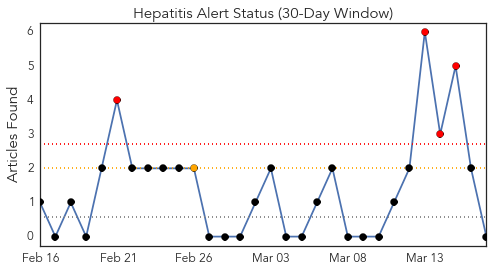 Hepatitis Alert Status (30-Day Window)
Articles Found
6
5
4
3
2
1
0
Feb 16
Feb 21
Feb 26
Mar 03
Mar 08
Mar 13